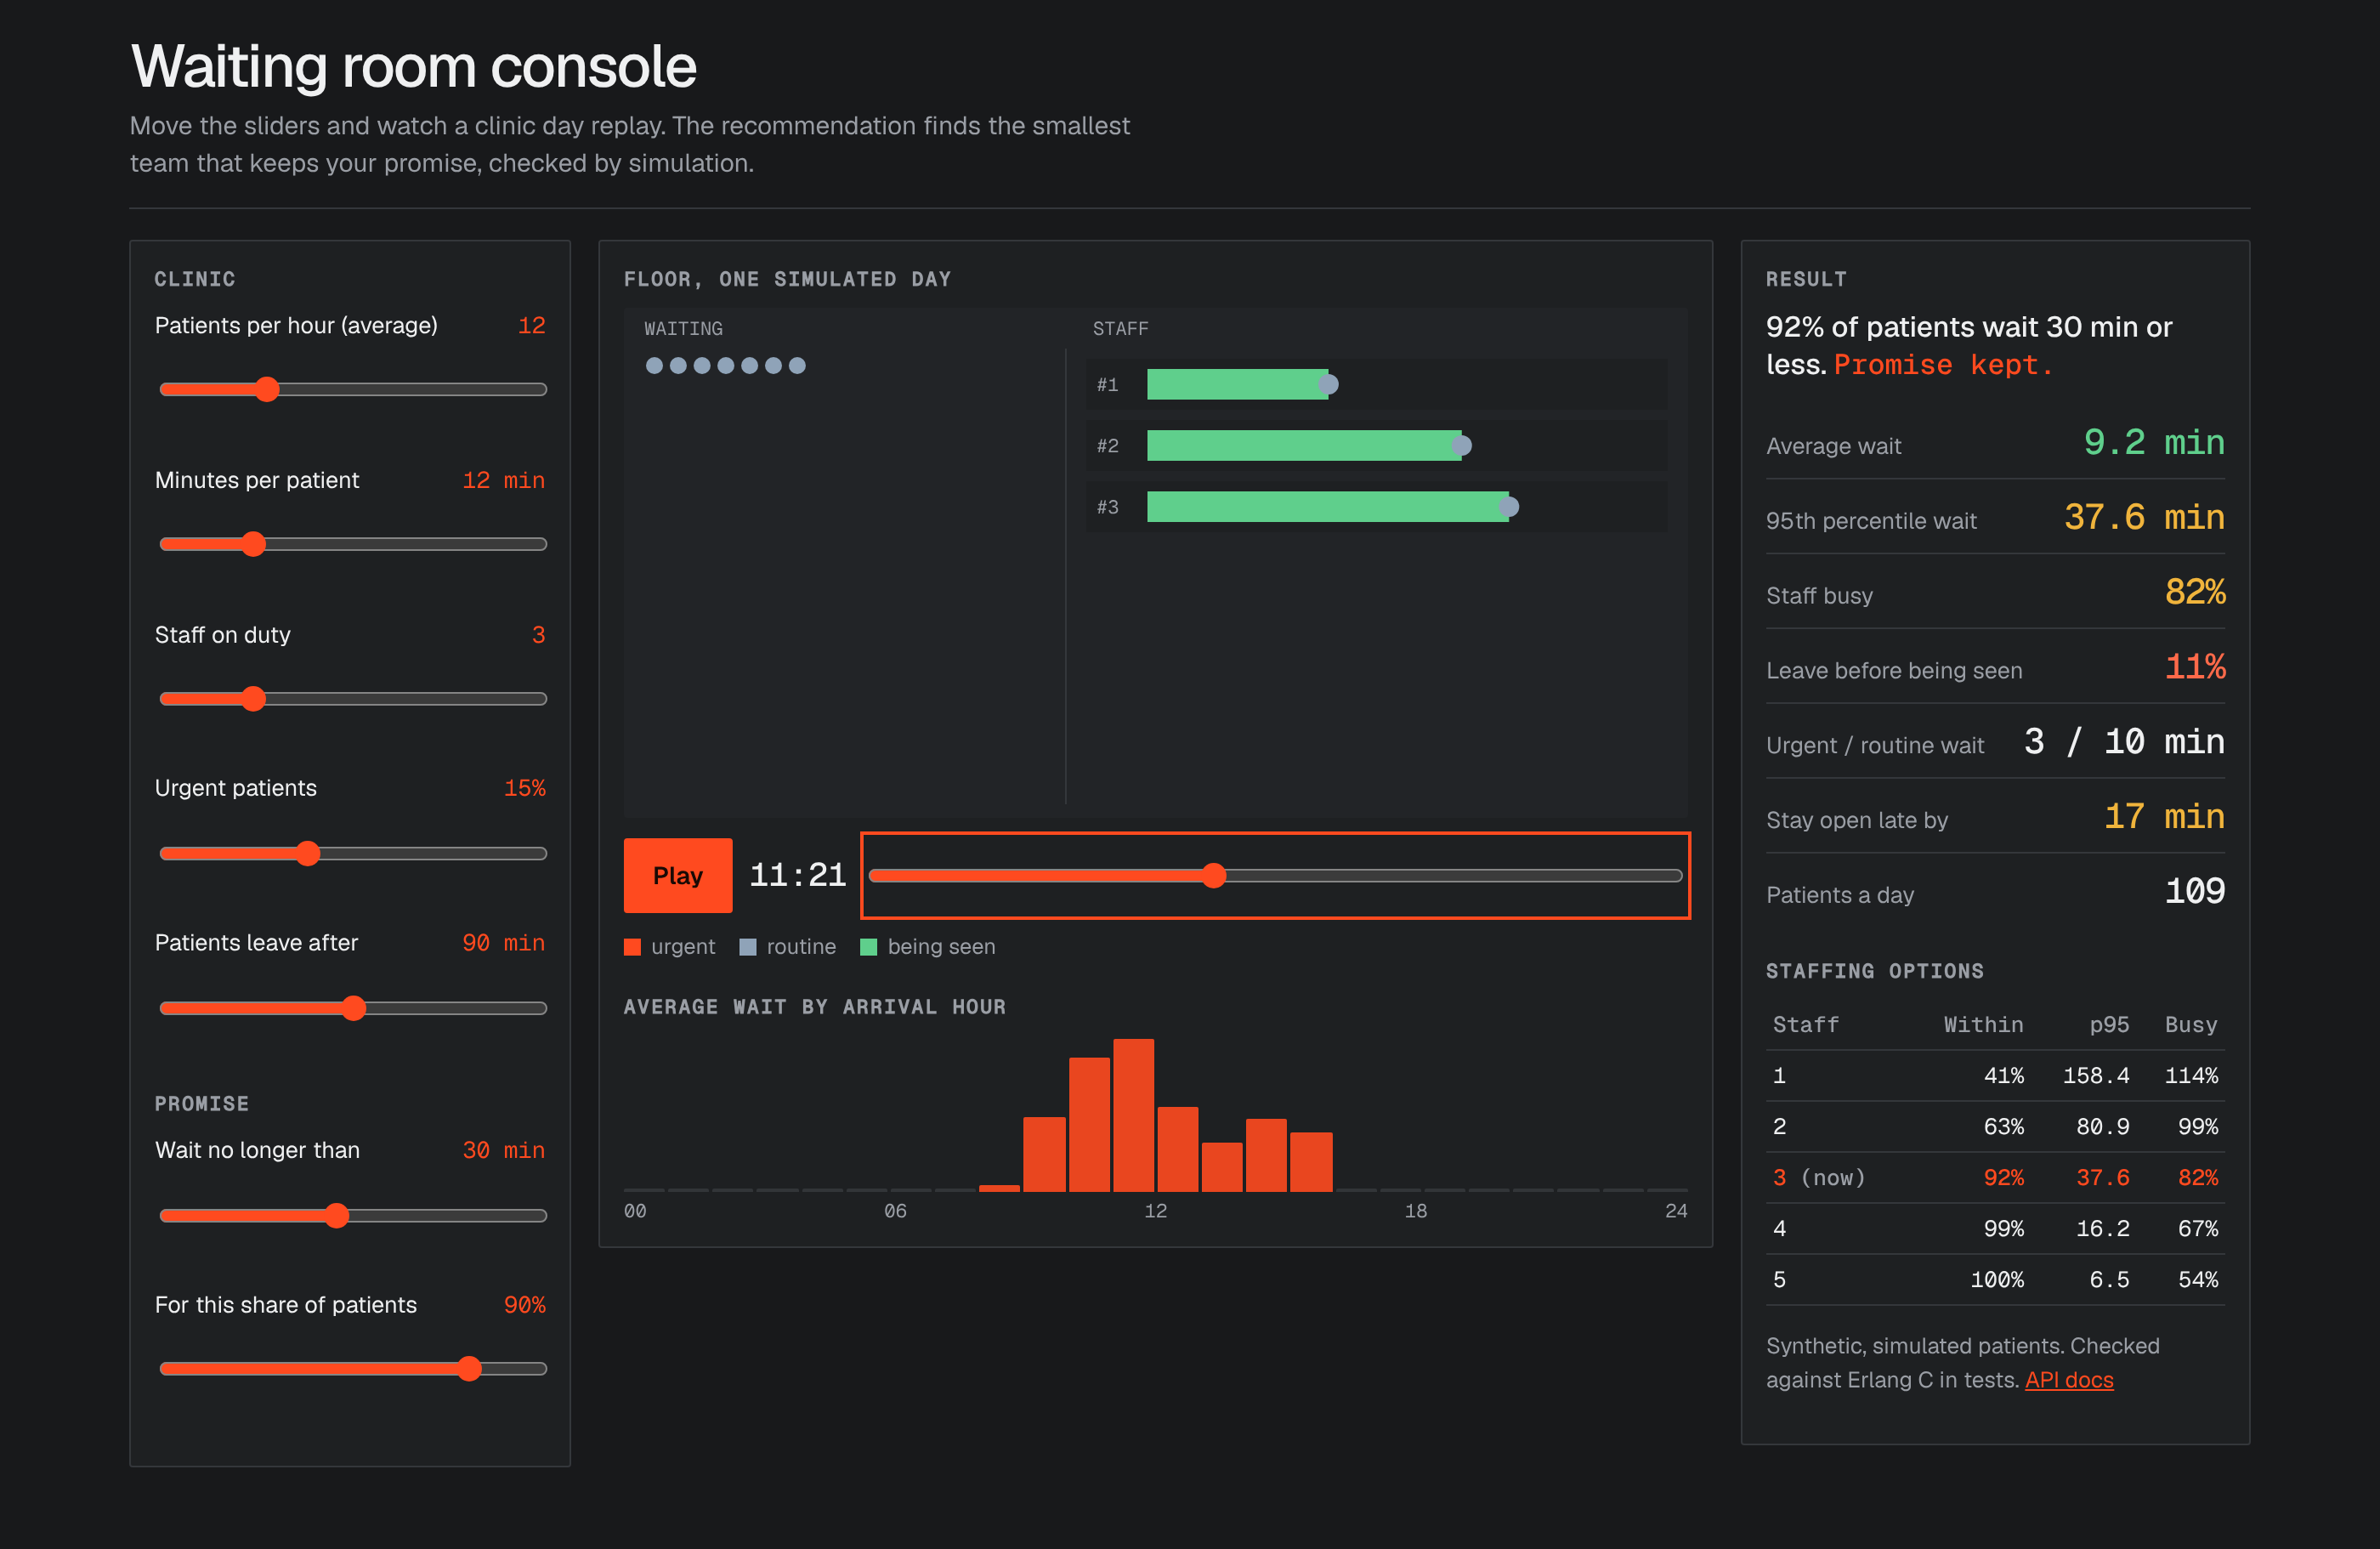 Waiting room console
Move the sliders and watch a clinic day replay. The recommendation finds the smallest
team that keeps your promise, checked by simulation.
CLINIC
Patients per hour (average) 12
Minutes per patient 12 min
Staff on duty 3
Urgent patients 15%
Patients leave after 90 min
PROMISE
Wait no longer than 30 min
For this share of patients 90%
FLOOR, ONE SIMULATED DAY
WAITING
STAFF
#1
#2
#3
Play 11:21
urgent routine being seen
AVERAGE WAIT BY ARRIVAL HOUR
00 06 12 18 24
RESULT
92% of patients wait 30 min or
less. Promise kept.
Average wait 9.2 min
95th percentile wait 37.6 min
Staff busy 82%
Leave before being seen 11%
Urgent / routine wait 3 / 10 min
Stay open late by 17 min
Patients a day 109
STAFFING OPTIONS
Staff Within p95 Busy
1 41% 158.4 114%
2 63% 80.9 99%
3 (now) 92% 37.6 82%
4 99% 16.2 67%
5 100% 6.5 54%
Synthetic, simulated patients. Checked
against Erlang C in tests. API docs